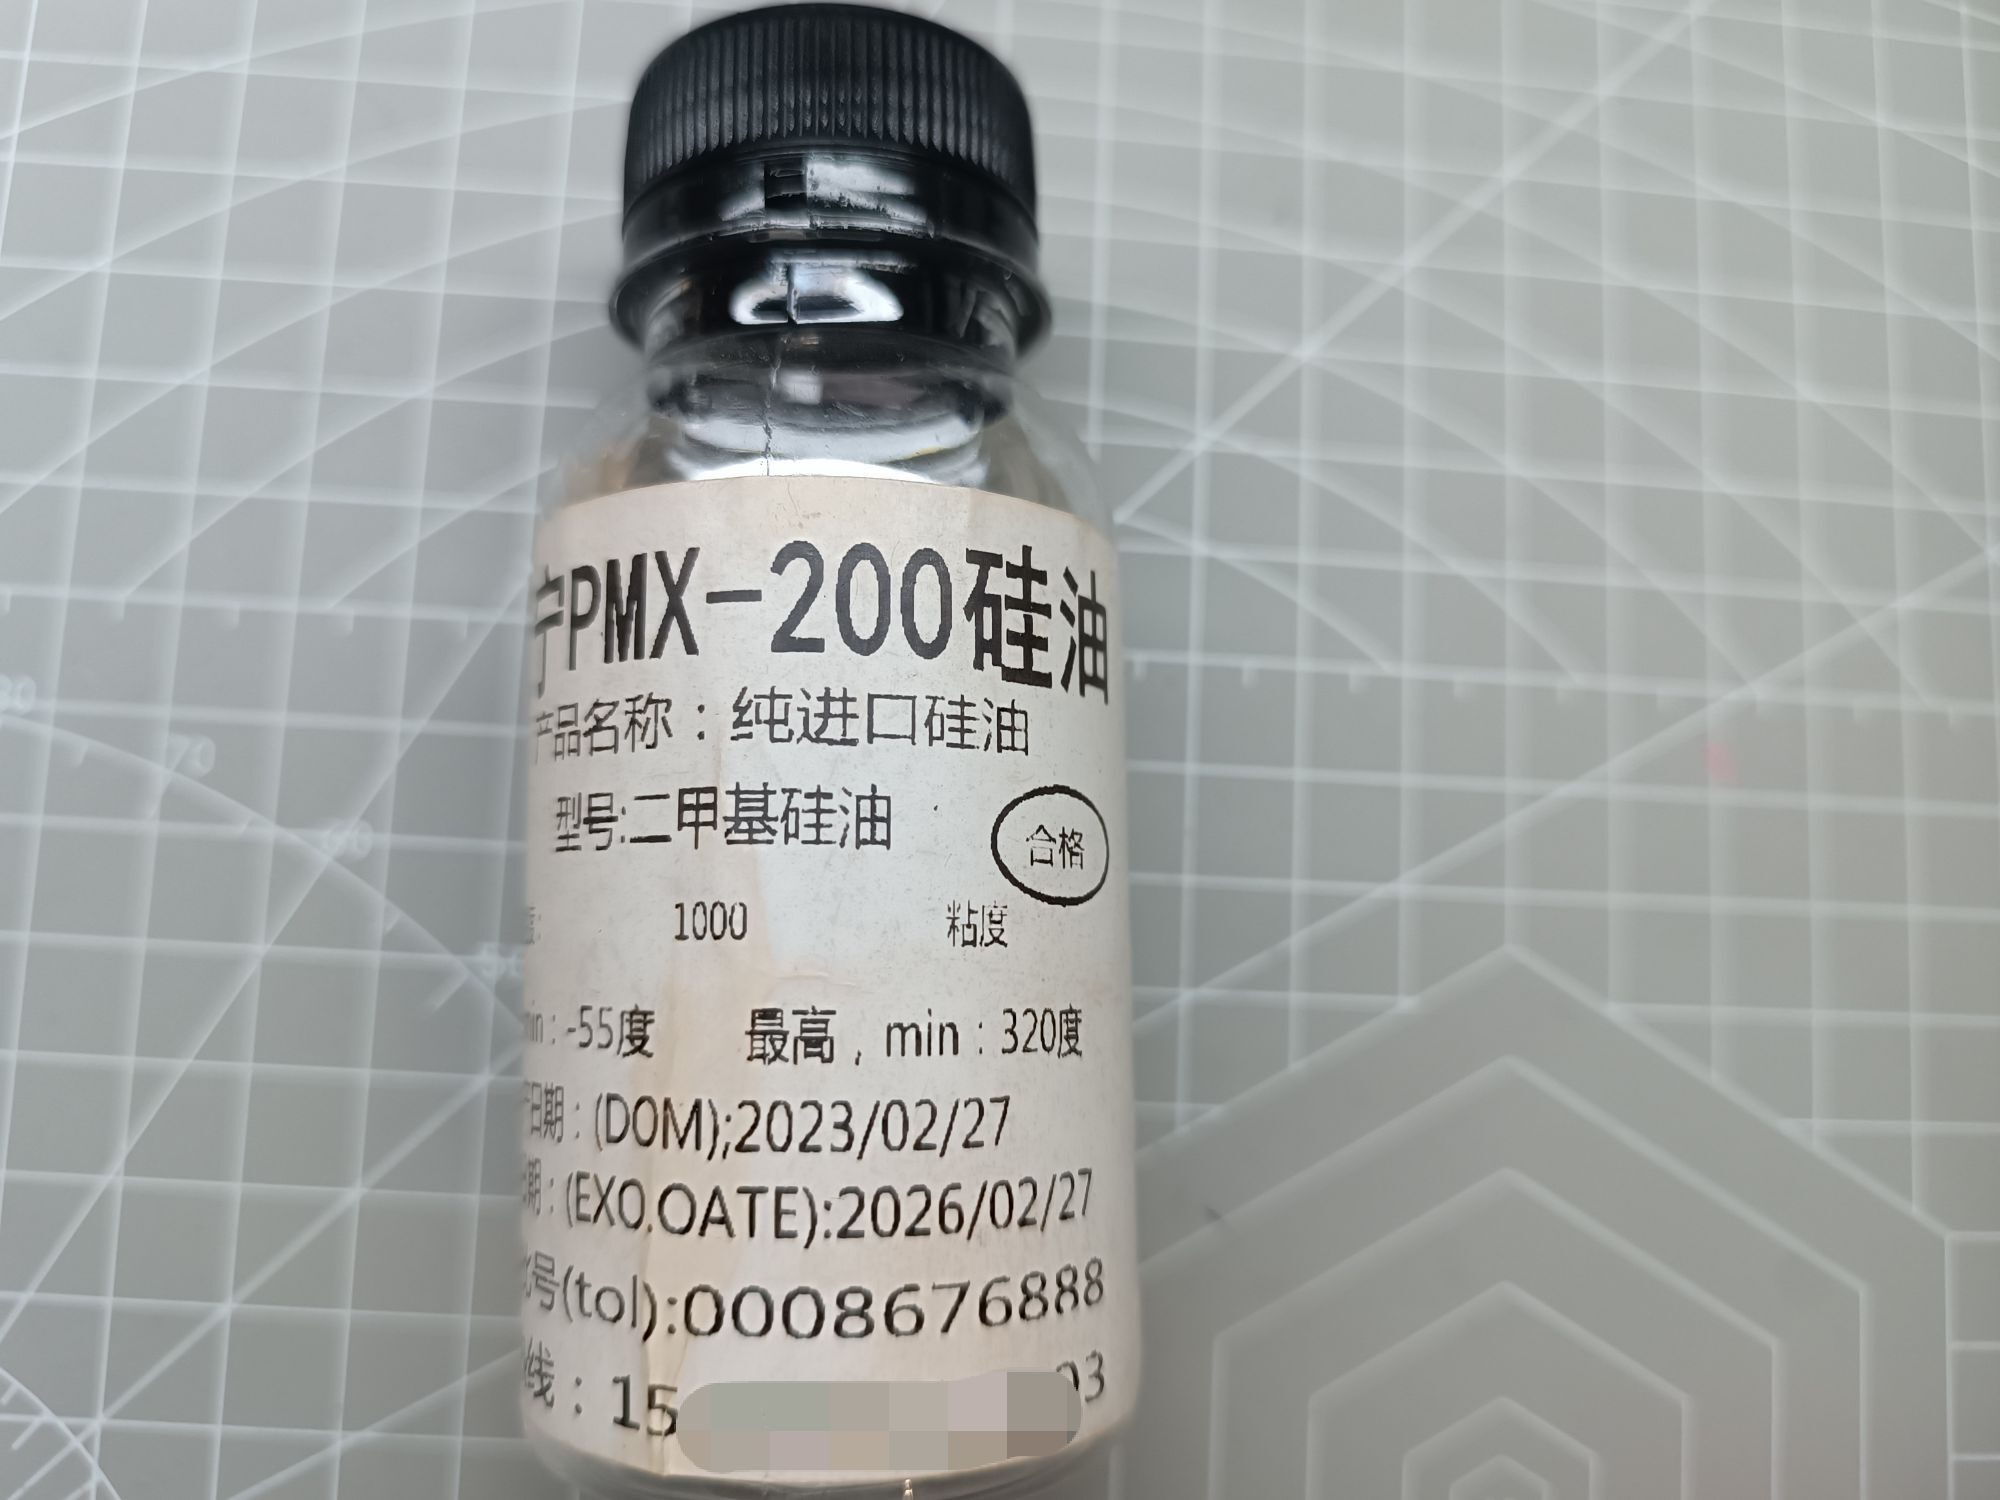 宁PMX-200硅油
产品名称：纯进口硅油
型号:二甲基硅油
合格
度: 1000 粘度
min：-55度 最高，min：320度
产日期：(DOM);2023/02/27
期：(EXO.OATE):2026/02/27
号(tol):0008676888
线：15 03